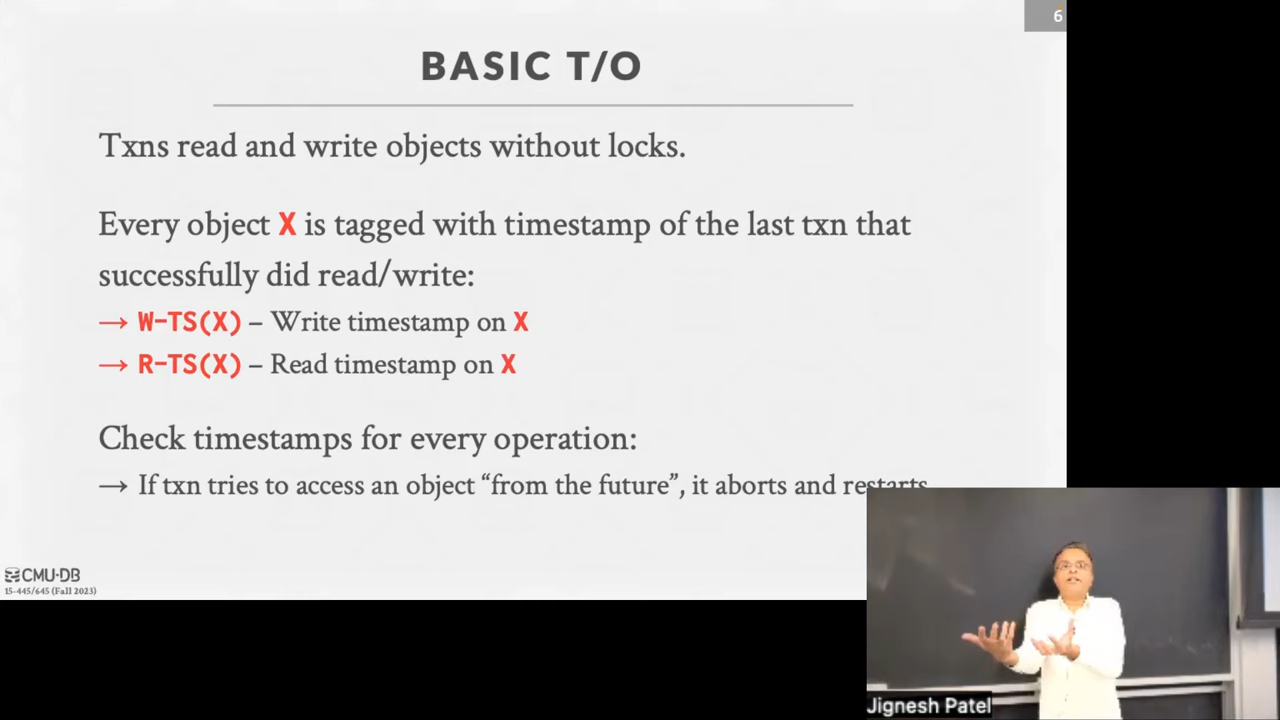 6
BASIC T/O
Txns read and write objects without locks.
Every object X is tagged with timestamp of the last txn that
successfully did read/write:
→ W-TS(X) – Write timestamp on X
→ R-TS(X) – Read timestamp on X
Check timestamps for every operation:
→ If txn tries to access an object “from the future”, it aborts and restarts
CMU·DB
15-445/645 (Fall 2023)
Jignesh Patel